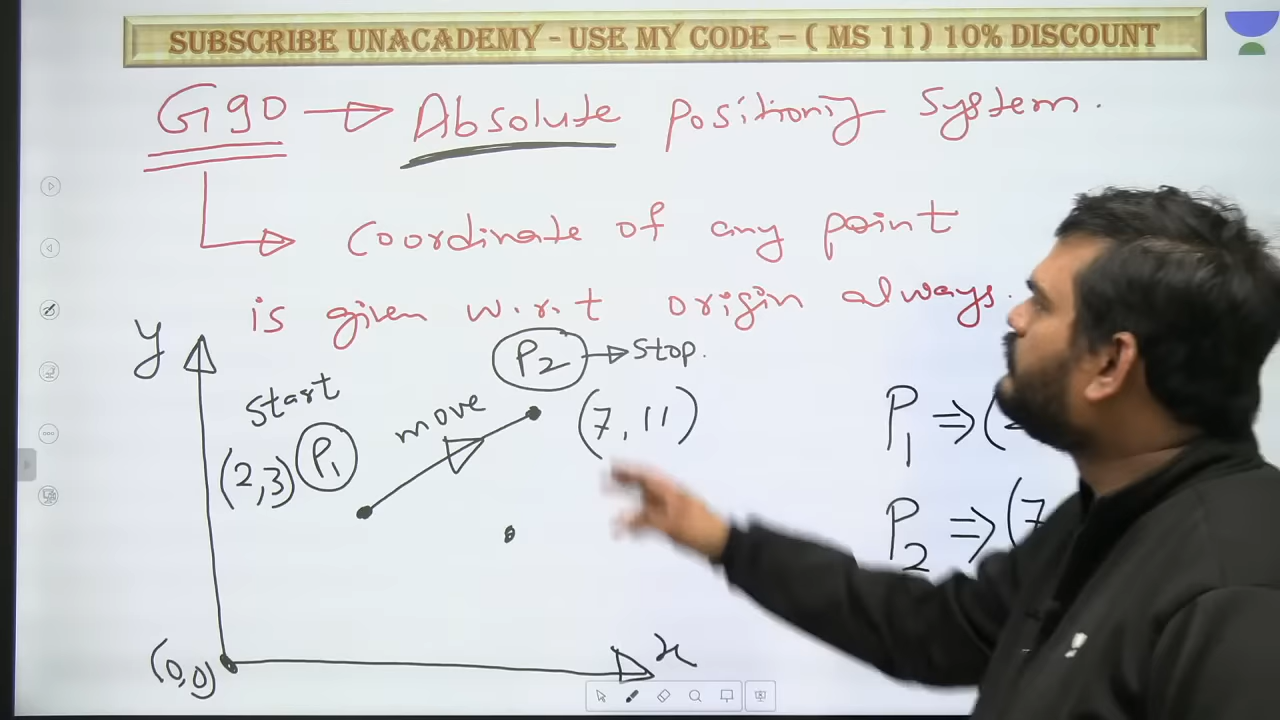 SUBSCRIBE UNACADEMY - USE MY CODE – ( MS 11) 10% DISCOUNT
G90 → Absolute Positioning System.
→ Coordinate of any point
is given w.r.t origin always.
y
P2 → Stop.
Start
move
(7, 11)
(2,3) P1
P1 ⇒ (
P2 ⇒ (7
(0,0)
x